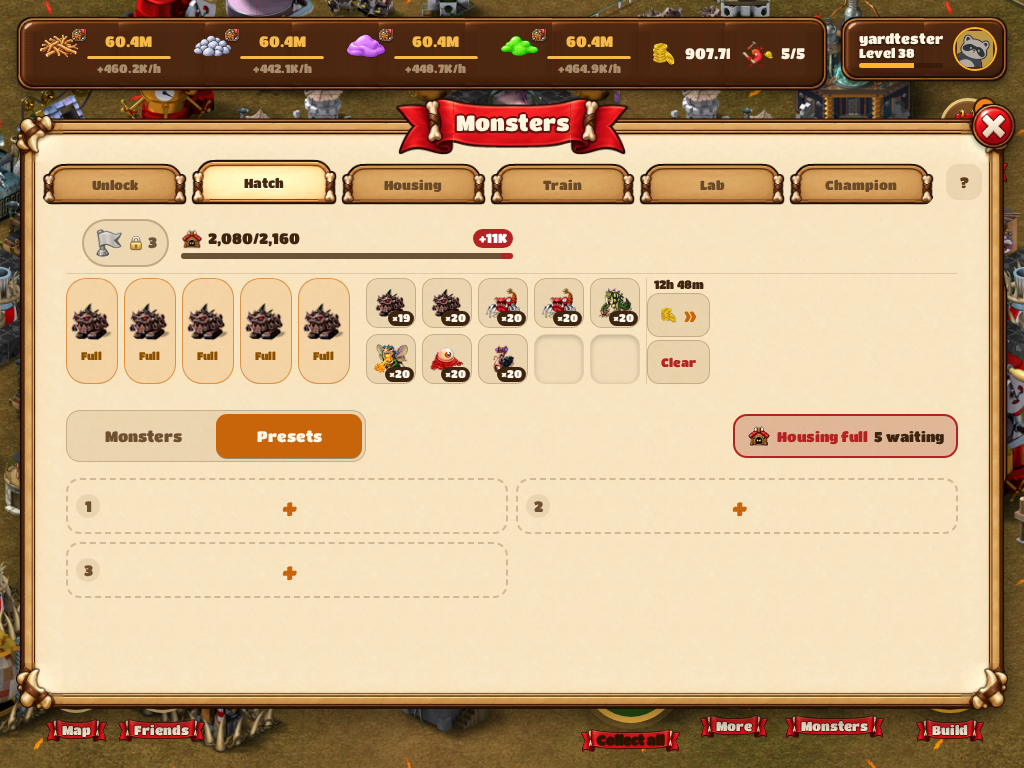 60.4M
60.4M
60.4M
60.4M
+460.2K/h
+442.1K/h
+448.7K/h
+464.9K/h
5/5
yardtester
Level 38
Monsters
Unlock
Hatch
Housing
Train
Lab
Champion
?
3
2,080/2,160
+11K
12h 48m
×19
×20
×20
×20
×20
Full
Full
Full
Full
Full
×20
×20
×20
Clear
Monsters
Presets
Housing full 5 waiting
1
2
3
Map
Friends
Collect all
More
Monsters
Build